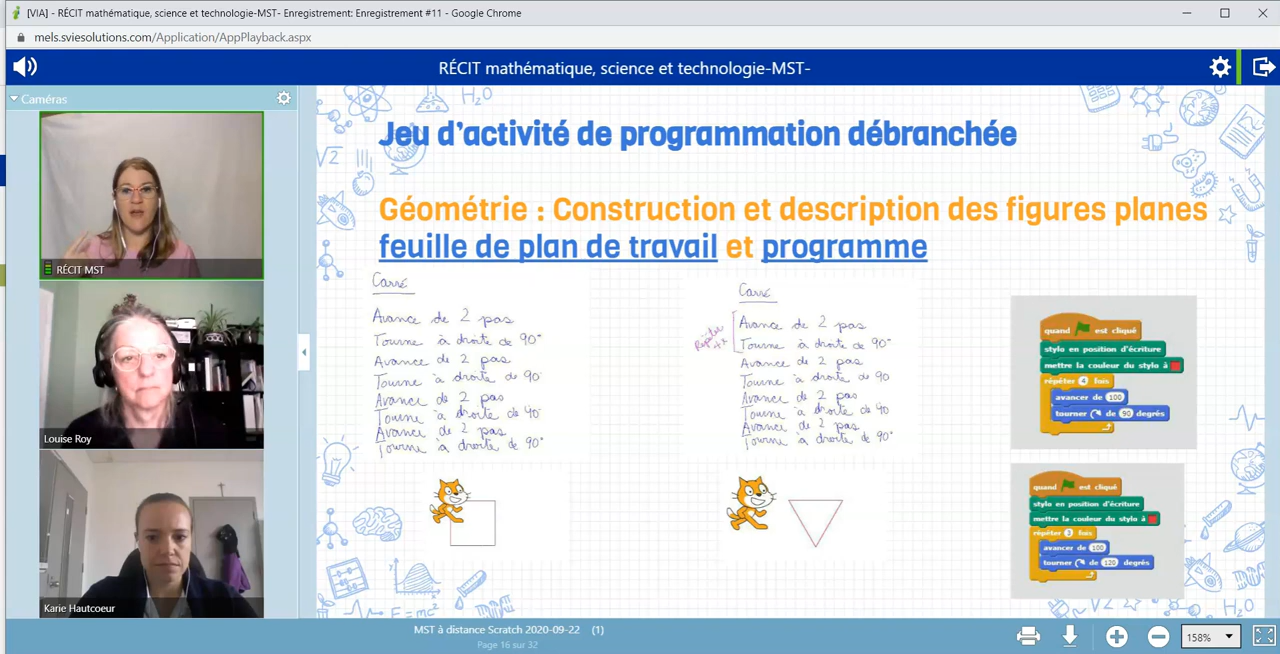 [VIA] - RÉCIT mathématique, science et technologie-MST- Enregistrement: Enregistrement #11 - Google Chrome
mels.sviesolutions.com/Application/AppPlayback.aspx
RÉCIT mathématique, science et technologie-MST-
Caméras
RÉCIT MST
Louise Roy
Karie Hautcoeur
H₂O
√2
Jeu d'activité de programmation débranchée
Géométrie : Construction et description des figures planes
feuille de plan de travail et programme
Carré
Avance de 2 pas
Tourne à droite de 90°
Avance de 2 pas
Tourne à droite de 90
Avance de 2 pas
Tourne à droite de 90
Avance de 2 pas
Tourne à droite de 90°
Carré
Répéter
4x
Avance de 2 pas
Tourne à droite de 90°
Avance de 2 pas
Tourne à droite de 90
Avance de 2 pas
Tourne à droite de 90
Avance de 2 pas
Tourne à droite de 90°
quand est cliqué
stylo en position d'écriture
mettre la couleur du stylo à
répéter 4 fois
avancer de 100
tourner 90 degrés
quand est cliqué
stylo en position d'écriture
mettre la couleur du stylo à
répéter 3 fois
avancer de 100
tourner 120 degrés
E=mc²
√2
H₂O
MST à distance Scratch 2020-09-22 (1)
Page 16 sur 32
158%